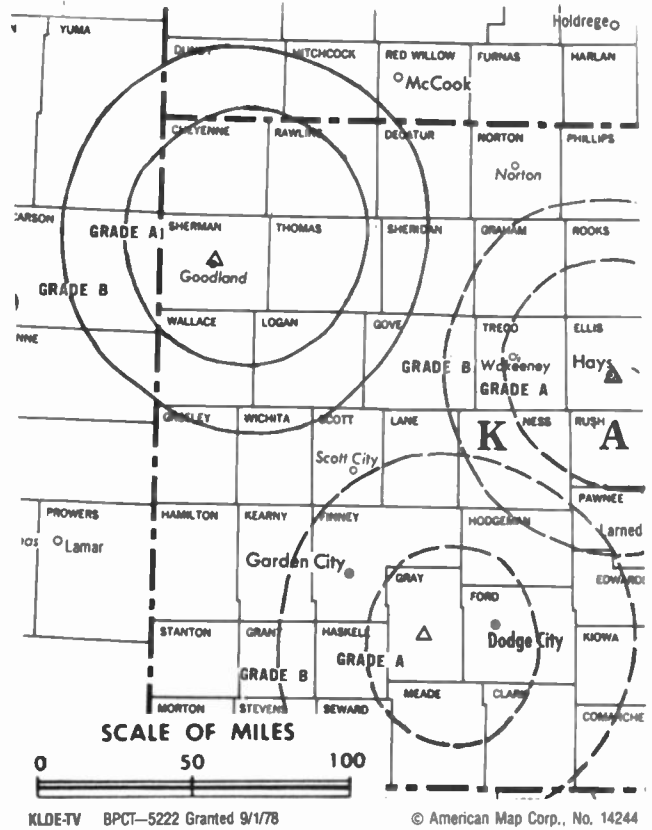 YUMA
Holdrege
DUNDY HITCHCOCK RED WILLOW FURNAS HARLAN
McCook
CHEYENNE RAWLINS DECATUR NORTON PHILLIPS
Norton
CARSON GRADE A SHERMAN THOMAS SHERIDAN GRAHAM ROOKS
Goodland
GRADE B
NNE WALLACE LOGAN GOVE TREGO ELLIS
GRADE B Wakeeney Hays
GRADE A
GREELEY WICHITA SCOTT LANE NESS RUSH
K A
Scott City
PAWNEE
PROWERS HAMILTON KEARNY FINNEY HODGEMAN Larned
Lamar
Garden City
GRAY EDWARDS
FORD
STANTON GRANT HASKELL Dodge City KIOWA
GRADE B GRADE A
MEADE CLARK
MORTON STEVENS SEWARD COMANCHE
SCALE OF MILES
0 50 100
KLDE-TV BPCT—5222 Granted 9/1/78 © American Map Corp., No. 14244